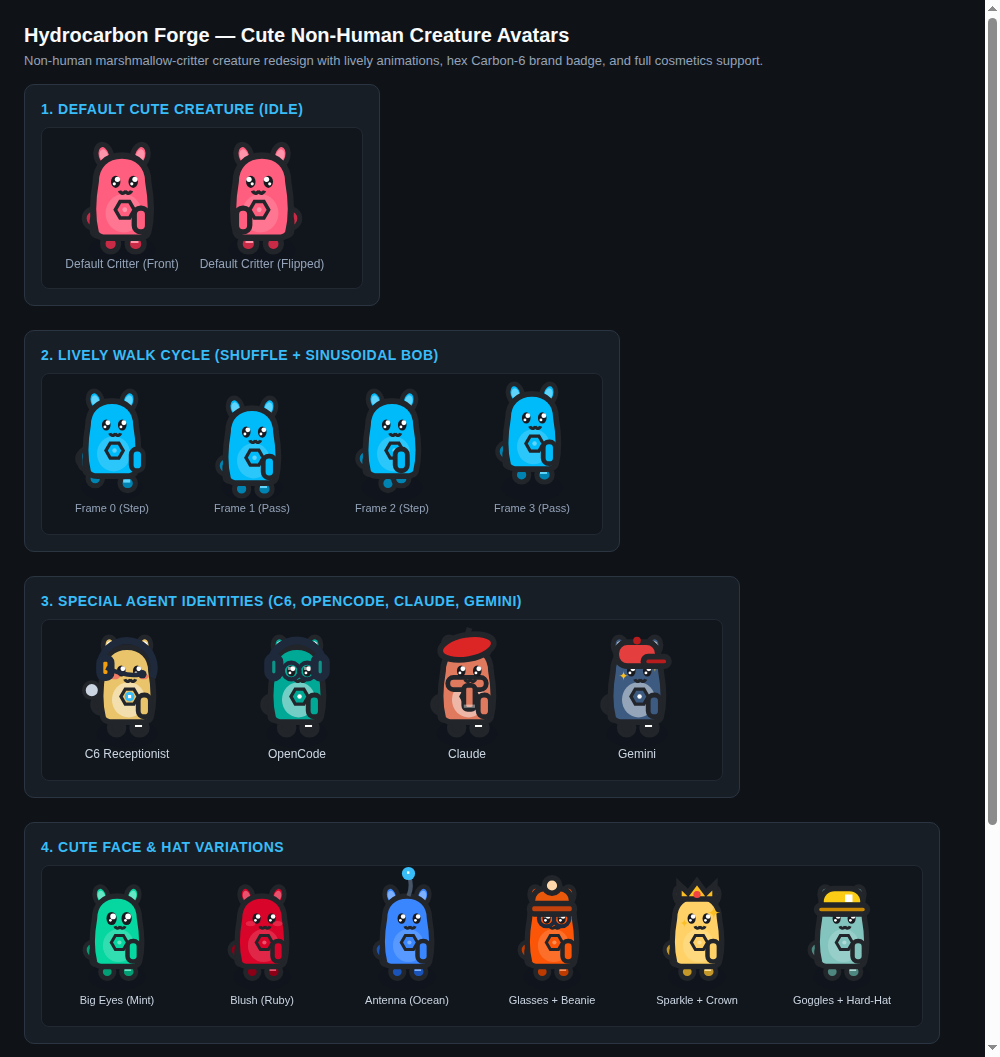 Hydrocarbon Forge — Cute Non-Human Creature Avatars
Non-human marshmallow-critter creature redesign with lively animations, hex Carbon-6 brand badge, and full cosmetics support.
1. DEFAULT CUTE CREATURE (IDLE)
Default Critter (Front)
Default Critter (Flipped)
2. LIVELY WALK CYCLE (SHUFFLE + SINUSOIDAL BOB)
Frame 0 (Step)
Frame 1 (Pass)
Frame 2 (Step)
Frame 3 (Pass)
3. SPECIAL AGENT IDENTITIES (C6, OPENCODE, CLAUDE, GEMINI)
C6 Receptionist
OpenCode
Claude
Gemini
4. CUTE FACE & HAT VARIATIONS
Big Eyes (Mint)
Blush (Ruby)
Antenna (Ocean)
Glasses + Beanie
Sparkle + Crown
Goggles + Hard-Hat